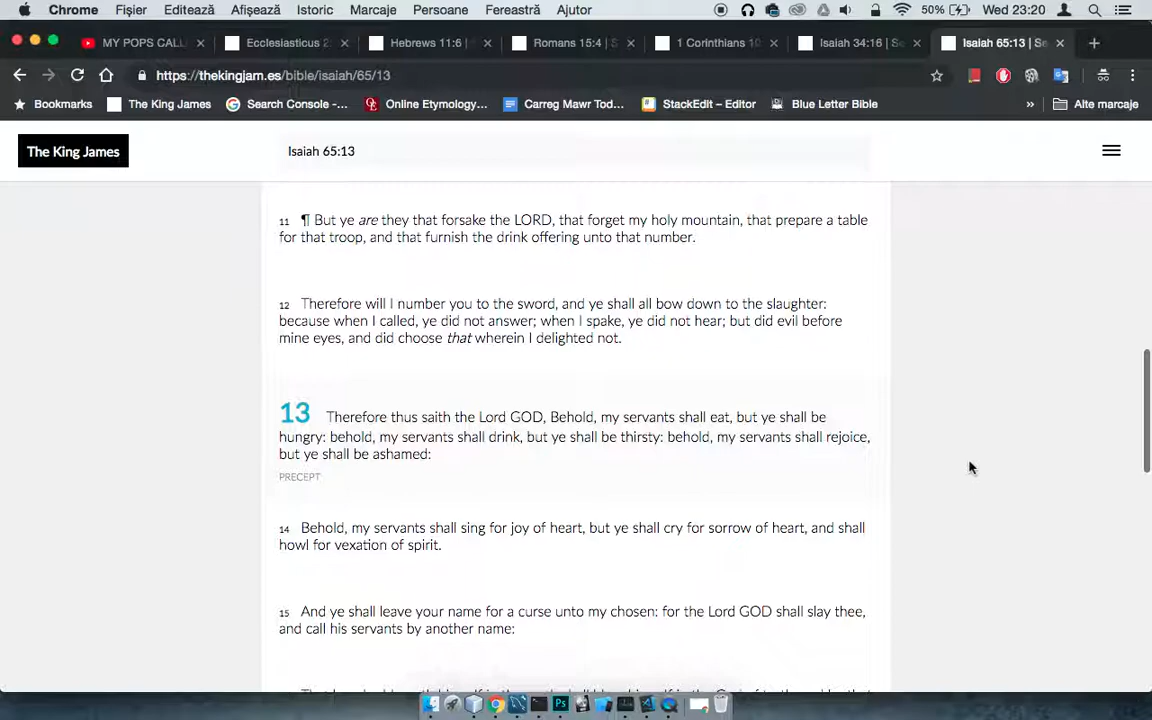 Chrome Fișier Editează Afișează Istoric Marcaje Persoane Fereastră Ajutor 50% Wed 23:20
MY POPS CALL Ecclesiasticus 2 Hebrews 11:6 | Romans 15:4 | Se 1 Corinthians 10 Isaiah 34:16 | Se Isaiah 65:13 | Se
https://thekingjam.es/bible/isaiah/65/13
Bookmarks The King James Search Console -... Online Etymology... Carreg Mawr Tod... StackEdit – Editor Blue Letter Bible » Alte marcaje
The King James Isaiah 65:13
11 ¶ But ye are they that forsake the LORD, that forget my holy mountain, that prepare a table
for that troop, and that furnish the drink offering unto that number.
12 Therefore will I number you to the sword, and ye shall all bow down to the slaughter:
because when I called, ye did not answer; when I spake, ye did not hear; but did evil before
mine eyes, and did choose that wherein I delighted not.
13 Therefore thus saith the Lord GOD, Behold, my servants shall eat, but ye shall be
hungry: behold, my servants shall drink, but ye shall be thirsty: behold, my servants shall rejoice,
but ye shall be ashamed:
PRECEPT
14 Behold, my servants shall sing for joy of heart, but ye shall cry for sorrow of heart, and shall
howl for vexation of spirit.
15 And ye shall leave your name for a curse unto my chosen: for the Lord GOD shall slay thee,
and call his servants by another name: